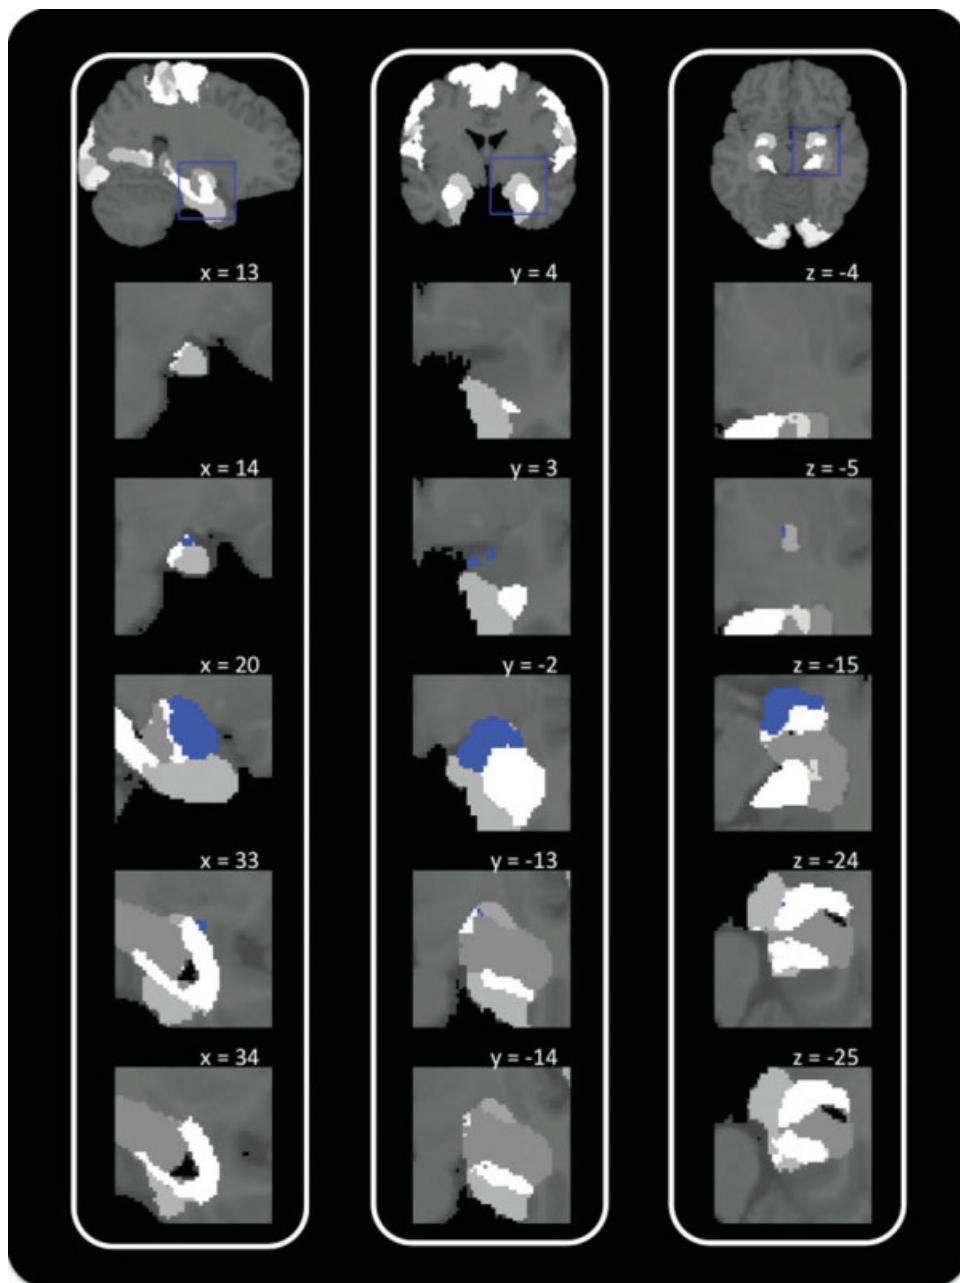 x = 13
y = 4
z = -4
x = 14
y = 3
z = -5
x = 20
y = -2
z = -15
x = 33
y = -13
z = -24
x = 34
y = -14
z = -25